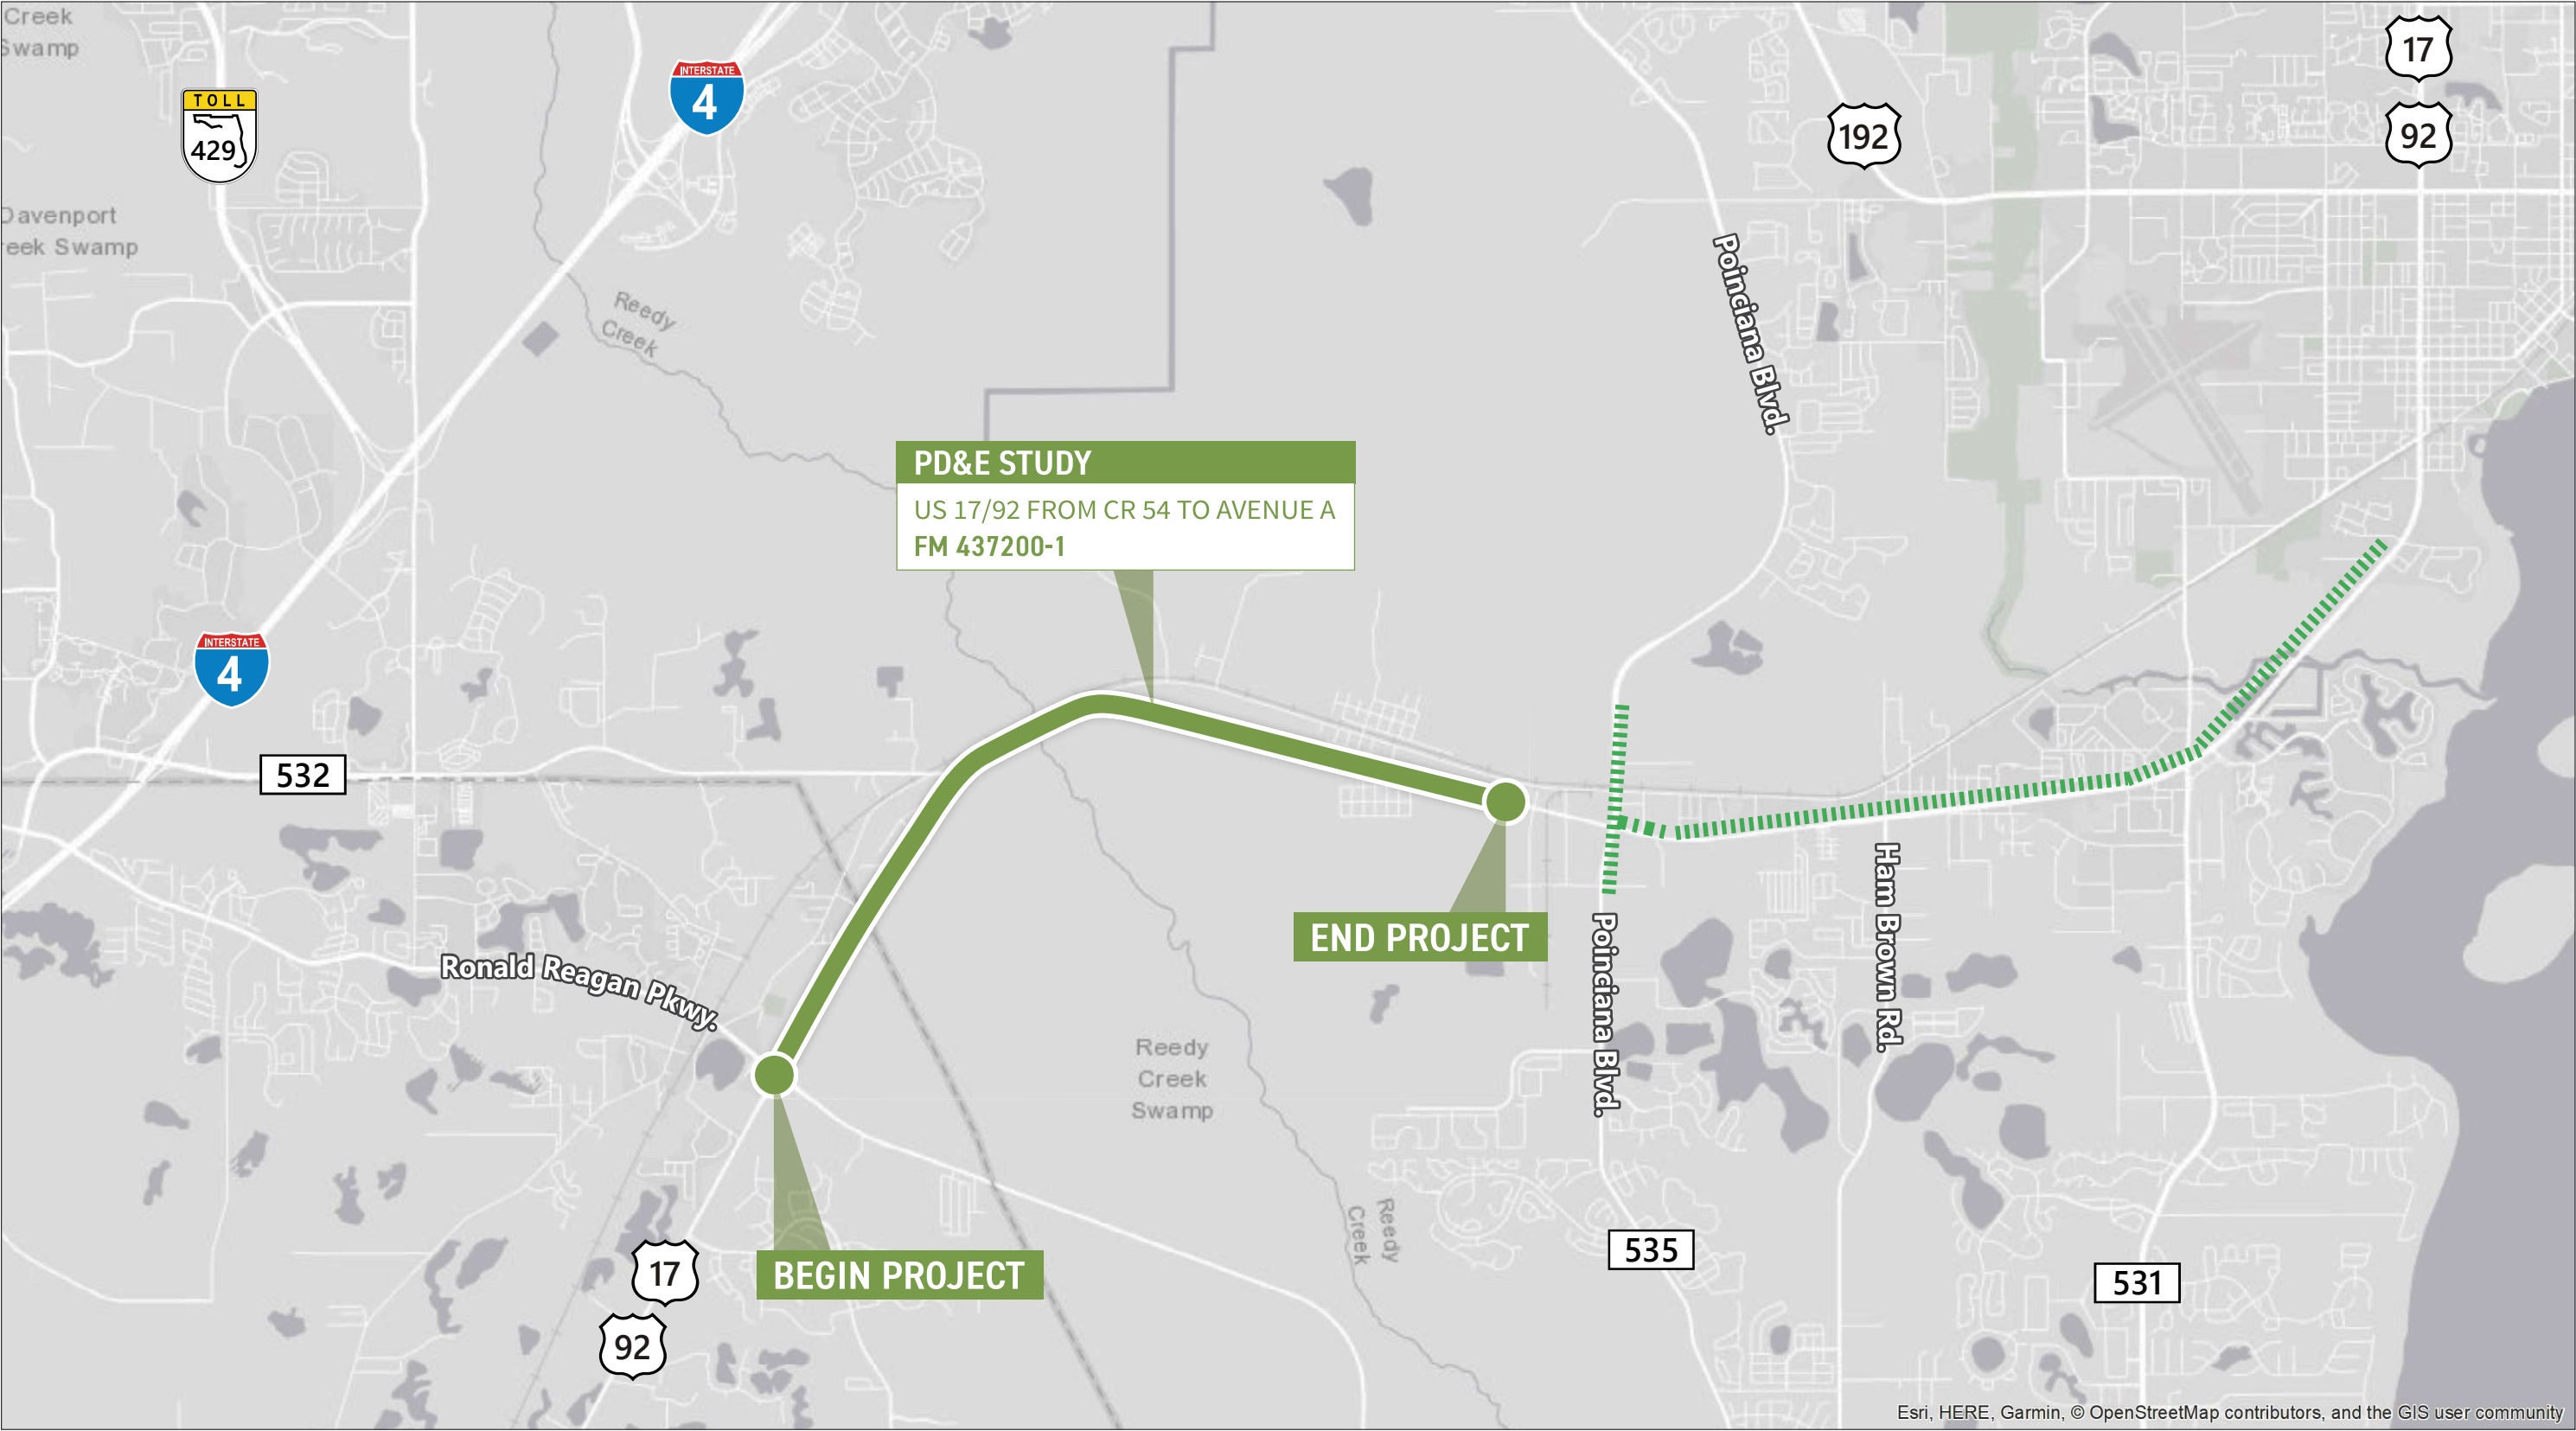 Creek
Swamp
TOLL
429
INTERSTATE
4
17
92
192
Davenport
reek Swamp
Reedy
Creek
Poinciana Blvd.
PD&E STUDY
US 17/92 FROM CR 54 TO AVENUE A
FM 437200-1
INTERSTATE
4
532
END PROJECT
Ronald Reagan Pkwy.
Poinciana Blvd.
Ham Brown Rd.
Reedy
Creek
Swamp
Reedy
Creek
BEGIN PROJECT
17
92
535
531
Esri, HERE, Garmin, © OpenStreetMap contributors, and the GIS user community